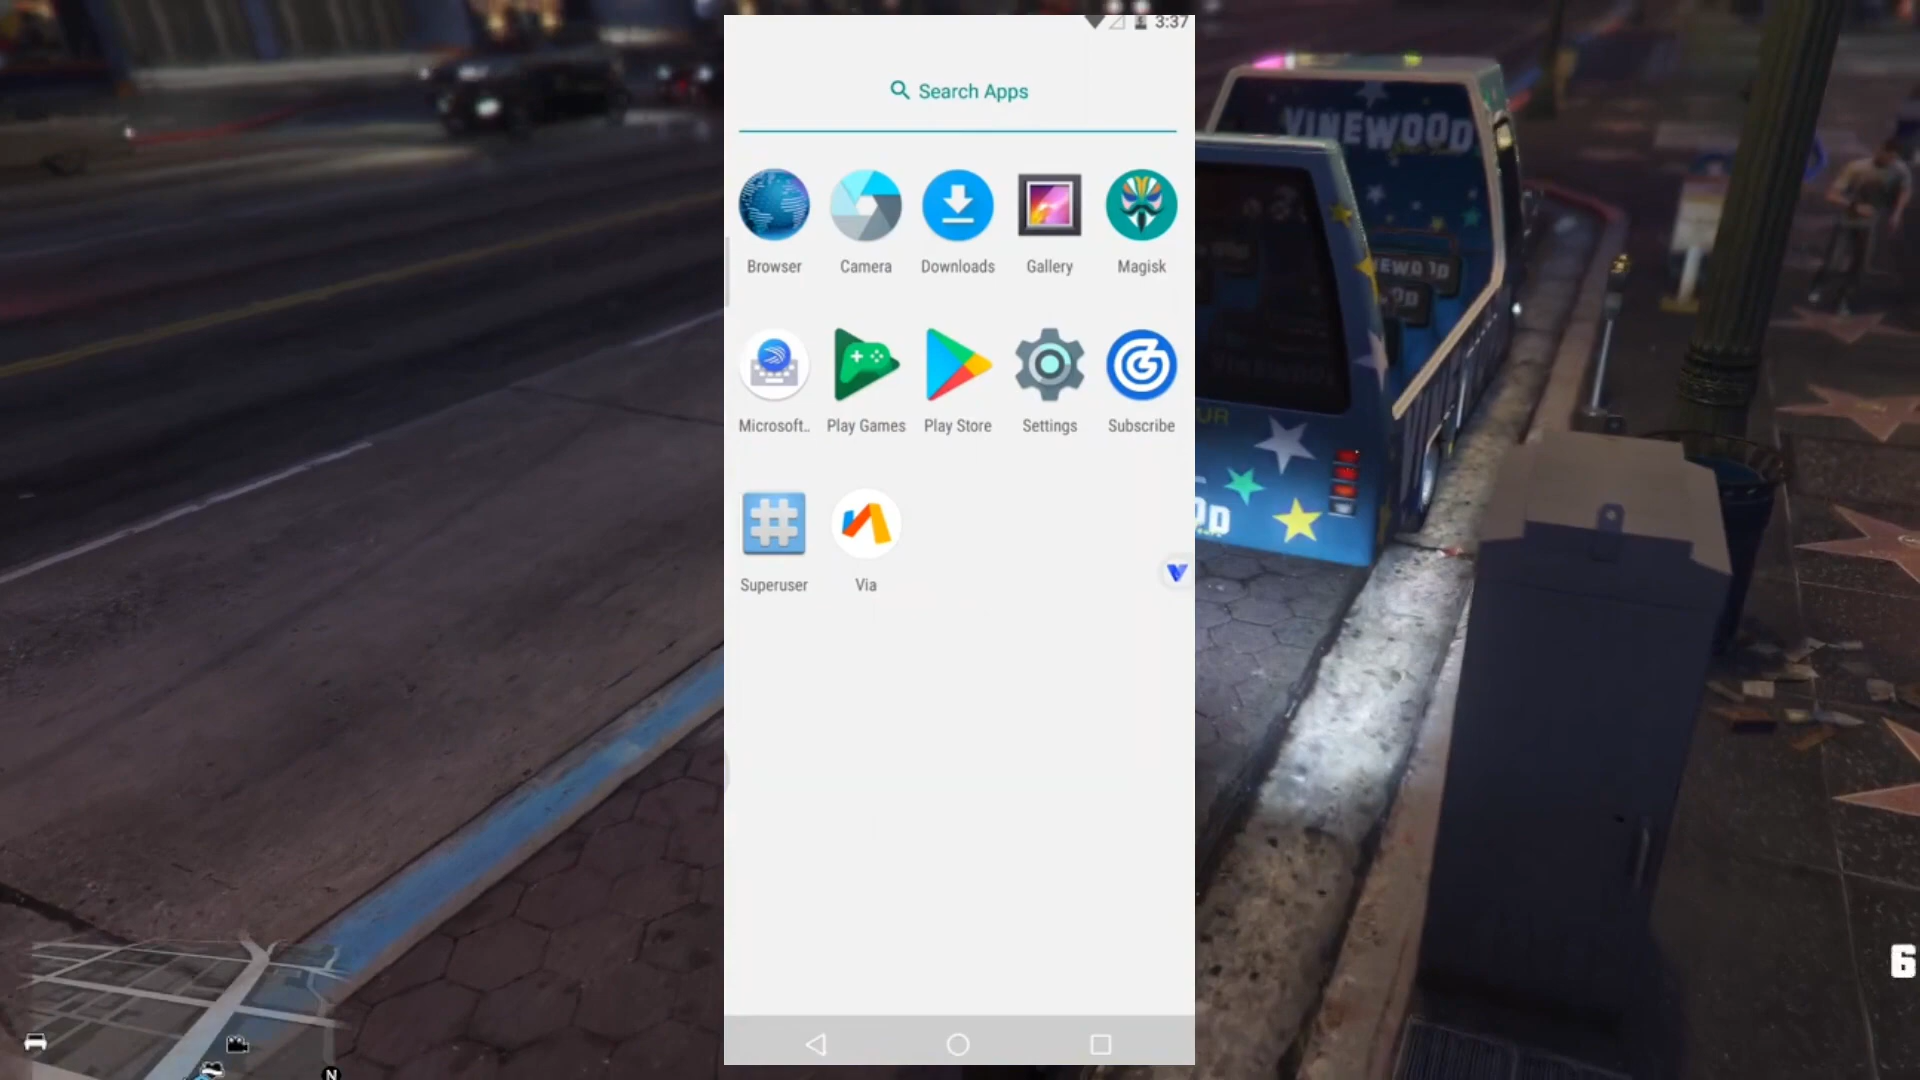 3:37
Search Apps
Browser
Camera
Downloads
Gallery
Magisk
Microsoft..
Play Games
Play Store
Settings
Subscribe
Superuser
Via
VINEWOOD
6
N